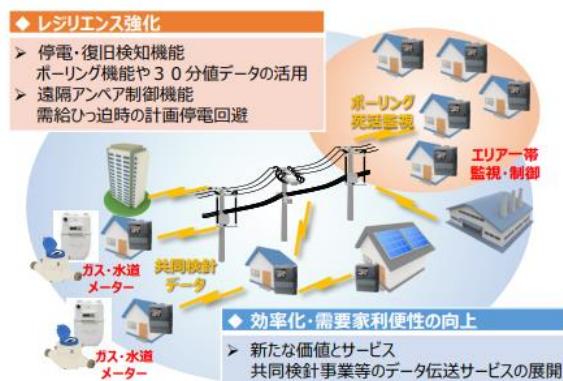 ◆ レジリエンス強化
➤ 停電・復旧検知機能
ポーリング機能や３０分値データの活用
➤ 遠隔アンペア制御機能
需給ひっ迫時の計画停電回避
ポーリング
死活監視
エリア一帯
監視・制御
ガス・水道
メーター
共同検針
データ
ガス・水道
メーター
◆ 効率化・需要家利便性の向上
➤ 新たな価値とサービス
共同検針事業等のデータ伝送サービスの展開